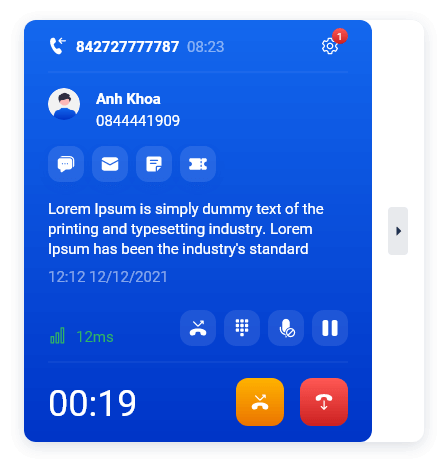 842727777787 08:23
1
Anh Khoa
0844441909
Lorem Ipsum is simply dummy text of the
printing and typesetting industry. Lorem
Ipsum has been the industry's standard
12:12 12/12/2021
12ms
00:19